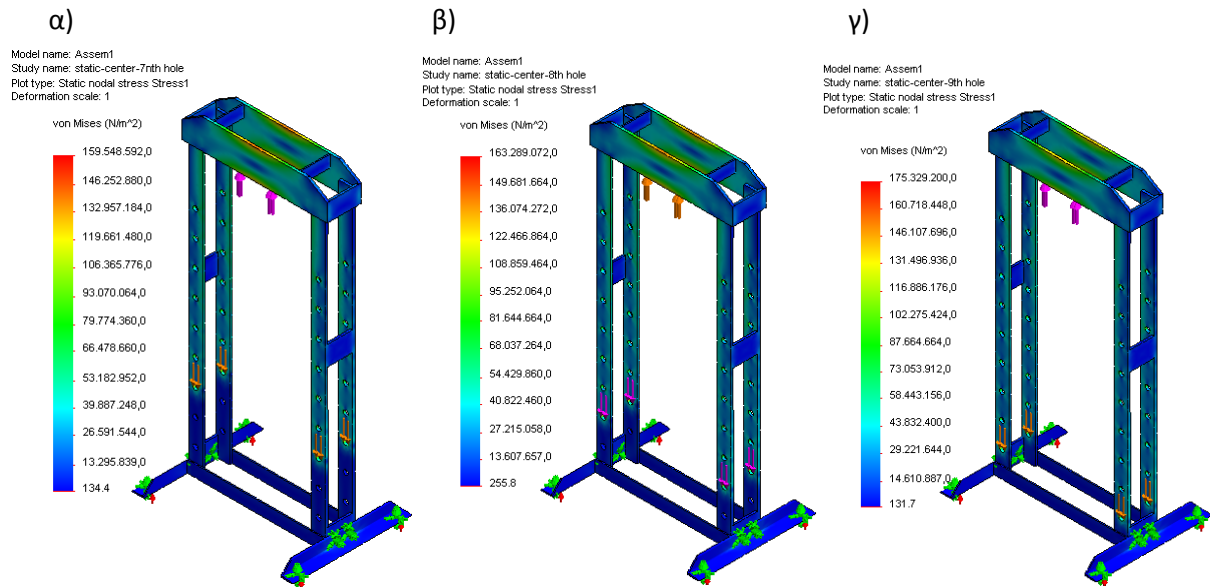 α)
Model name: Assem1
Study name: static-center-7nth hole
Plot type: Static nodal stress Stress1
Deformation scale: 1
von Mises (N/m^2)
159.548.592,0
146.252.880,0
132.957.184,0
119.661.480,0
106.365.776,0
93.070.064,0
79.774.360,0
66.478.660,0
53.182.952,0
39.887.248,0
26.591.544,0
13.295.839,0
134.4
β)
Model name: Assem1
Study name: static-center-8th hole
Plot type: Static nodal stress Stress1
Deformation scale: 1
von Mises (N/m^2)
163.289.072,0
149.681.664,0
136.074.272,0
122.466.864,0
108.859.464,0
95.252.064,0
81.644.664,0
68.037.264,0
54.429.860,0
40.822.460,0
27.215.058,0
13.607.657,0
255.8
γ)
Model name: Assem1
Study name: static-center-9th hole
Plot type: Static nodal stress Stress1
Deformation scale: 1
von Mises (N/m^2)
175.329.200,0
160.718.448,0
146.107.696,0
131.496.936,0
116.886.176,0
102.275.424,0
87.664.664,0
73.053.912,0
58.443.156,0
43.832.400,0
29.221.644,0
14.610.887,0
131.7